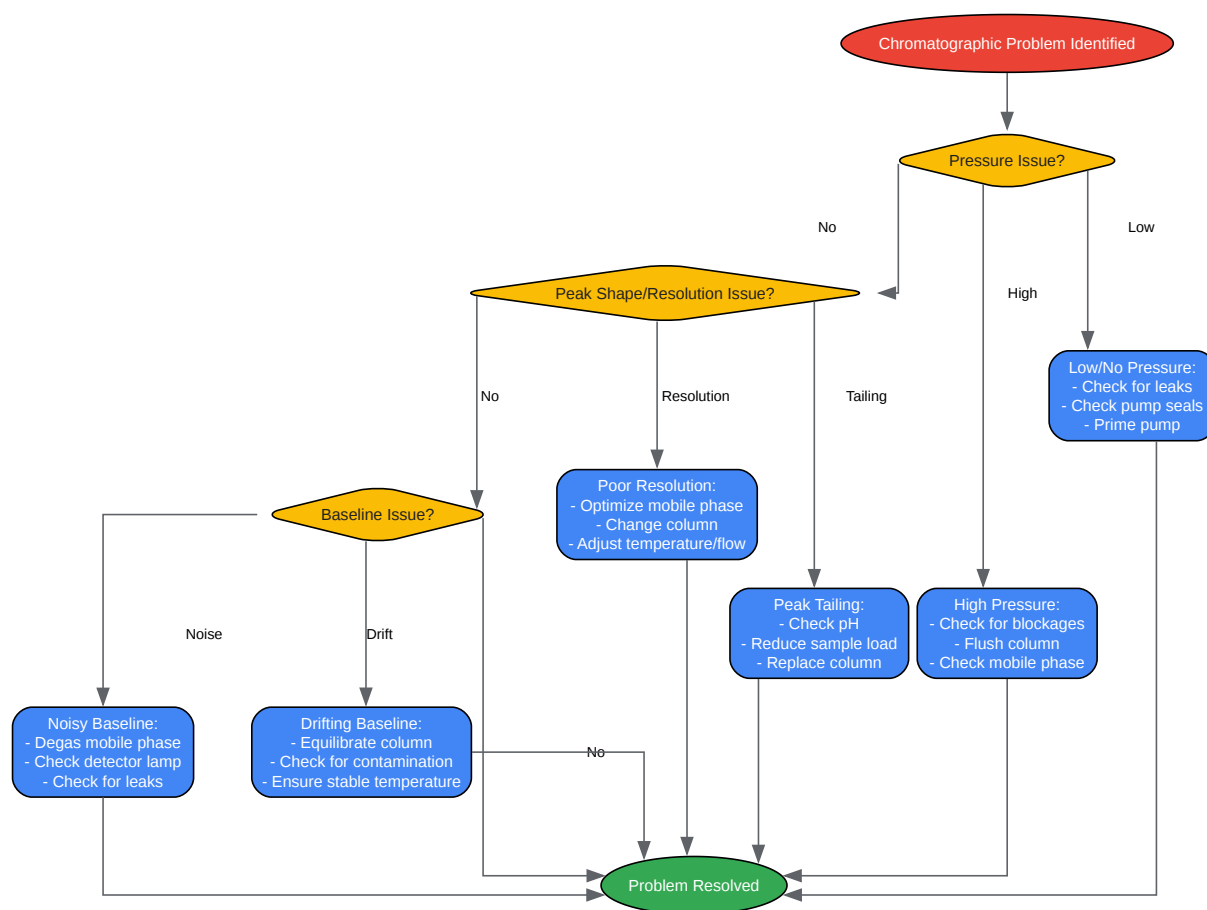 Chromatographic Problem Identified
Pressure Issue?
No
Low
Peak Shape/Resolution Issue?
High
Low/No Pressure:
- Check for leaks
- Check pump seals
- Prime pump
No
Resolution
Tailing
Poor Resolution:
- Optimize mobile phase
- Change column
- Adjust temperature/flow
Baseline Issue?
Peak Tailing:
- Check pH
- Reduce sample load
- Replace column
High Pressure:
- Check for blockages
- Flush column
- Check mobile phase
Noise
Drift
Noisy Baseline:
- Degas mobile phase
- Check detector lamp
- Check for leaks
Drifting Baseline:
- Equilibrate column
- Check for contamination
- Ensure stable temperature
No
Problem Resolved